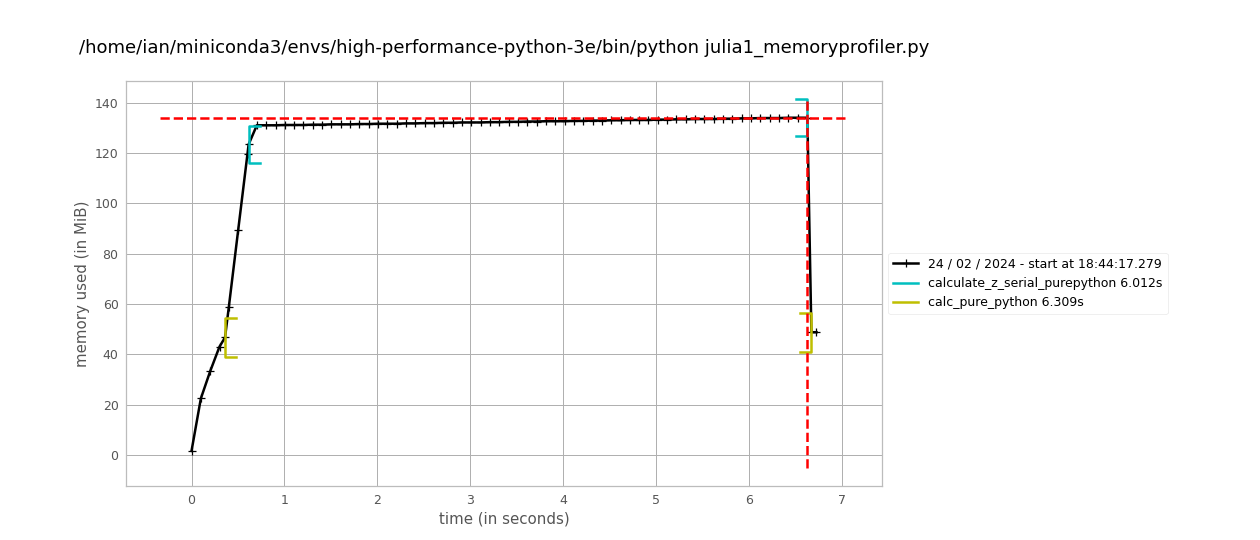 /home/ian/miniconda3/envs/high-performance-python-3e/bin/python julia1_memoryprofiler.py
memory used (in MiB)
140
120
100
80
60
40
20
0
0 1 2 3 4 5 6 7
time (in seconds)
24 / 02 / 2024 - start at 18:44:17.279
calculate_z_serial_purepython 6.012s
calc_pure_python 6.309s